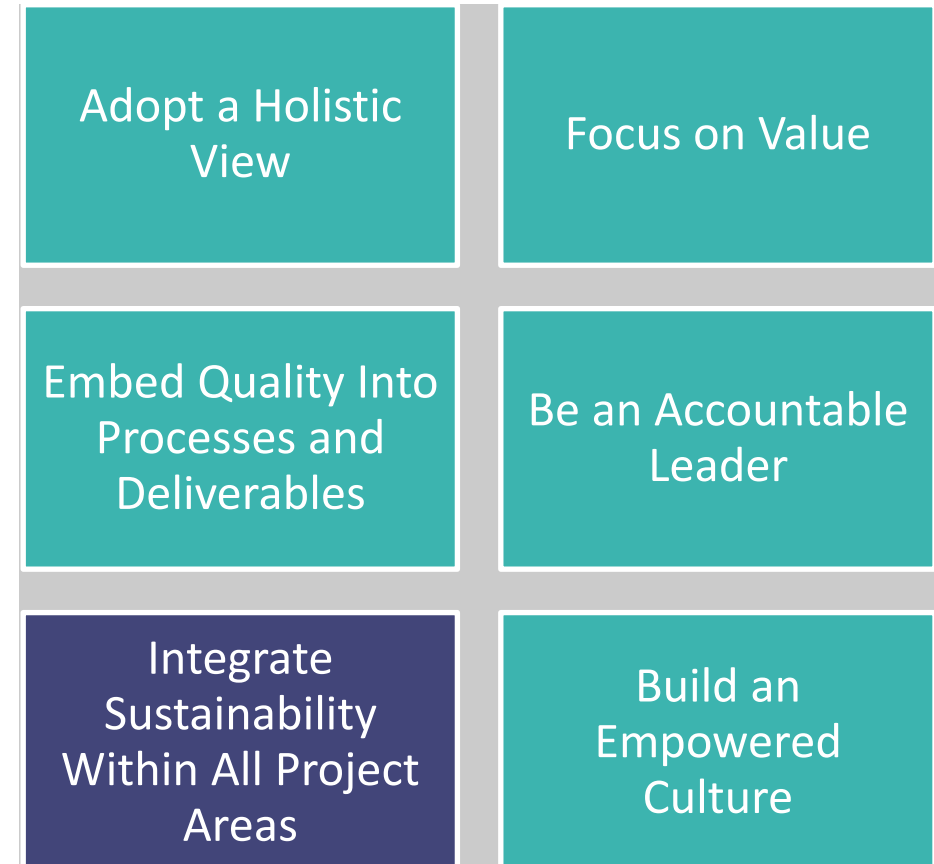 Adopt a Holistic
View
Focus on Value
Embed Quality Into
Processes and
Deliverables
Be an Accountable
Leader
Integrate
Sustainability
Within All Project
Areas
Build an
Empowered
Culture